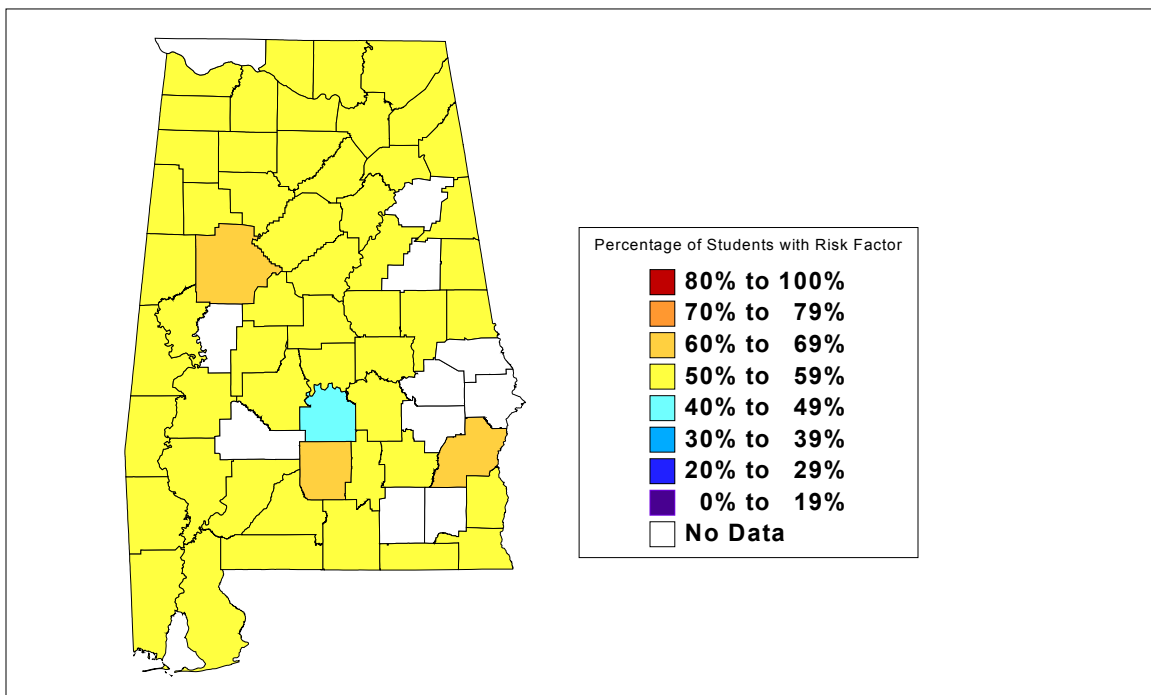 Percentage of Students with Risk Factor
80% to 100%
70% to 79%
60% to 69%
50% to 59%
40% to 49%
30% to 39%
20% to 29%
0% to 19%
No Data